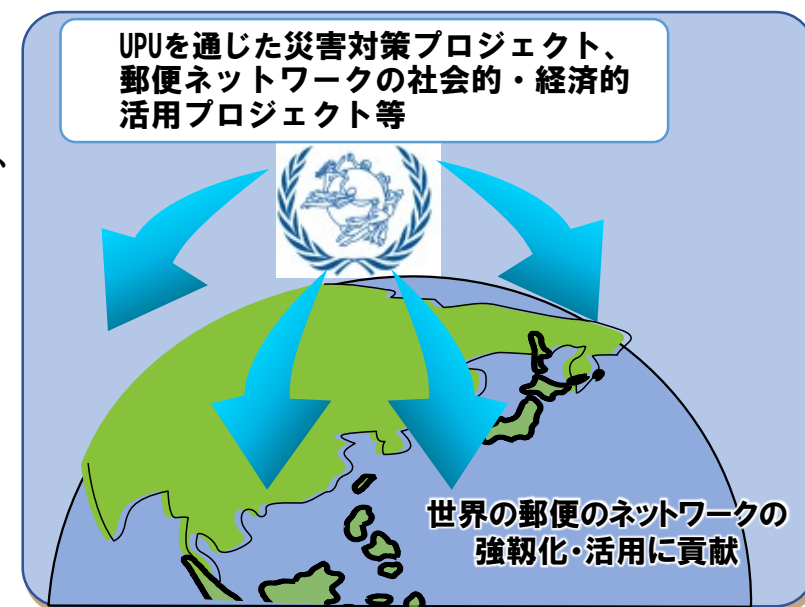 UPUを通じた災害対策プロジェクト、
郵便ネットワークの社会的・経済的
活用プロジェクト等
、
世界の郵便のネットワークの
強靱化・活用に貢献